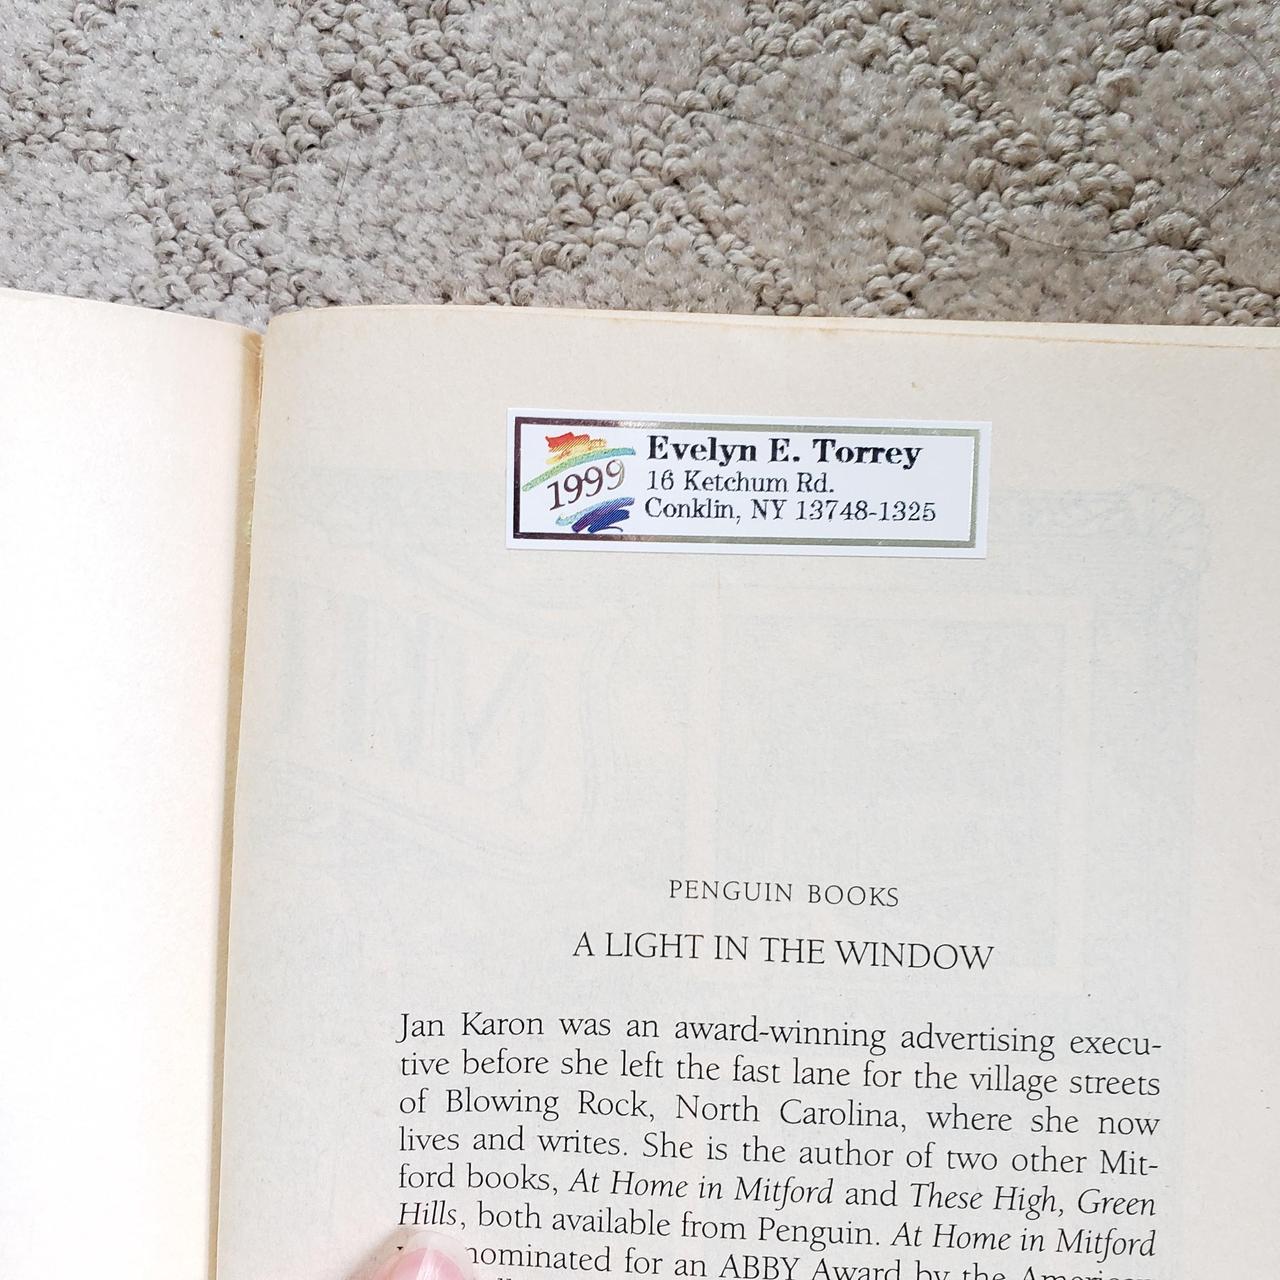 1999
Evelyn E. Torrey
16 Ketchum Rd.
Conklin, NY 13748-1325
PENGUIN BOOKS
A LIGHT IN THE WINDOW
Jan Karon was an award-winning advertising execu-
tive before she left the fast lane for the village streets
of Blowing Rock, North Carolina, where she now
lives and writes. She is the author of two other Mit-
ford books, At Home in Mitford and These High, Green
Hills, both available from Penguin. At Home in Mitford
nominated for an ABBY Award by the American